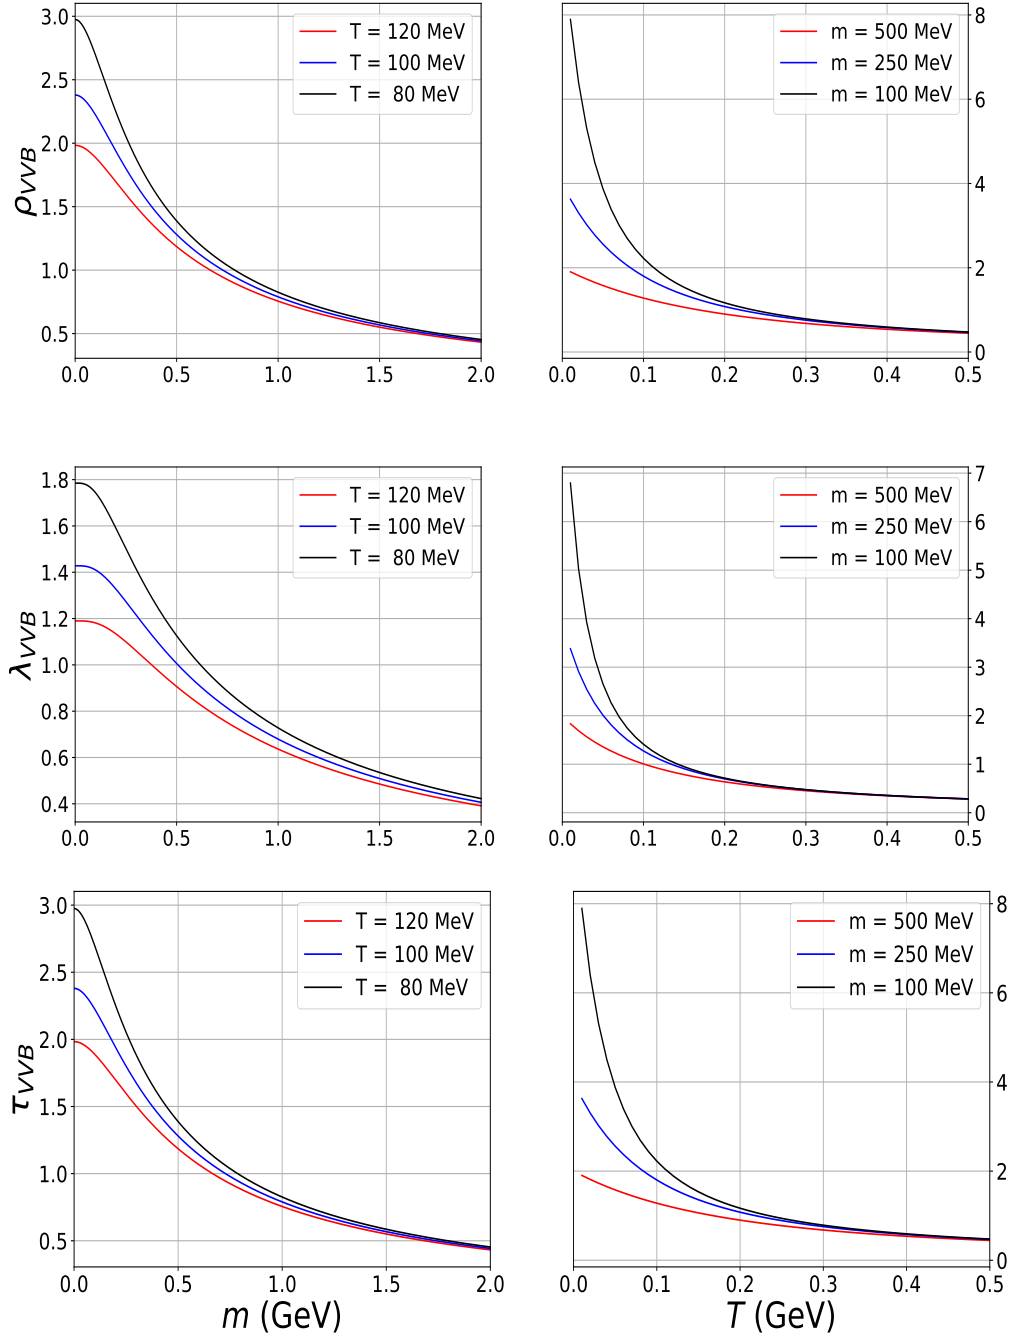 3.0
2.5
2.0
1.5
1.0
0.5
ρVVB
T = 120 MeV
T = 100 MeV
T = 80 MeV
0.0 0.5 1.0 1.5 2.0
m = 500 MeV
m = 250 MeV
m = 100 MeV
8
6
4
2
0
0.0 0.1 0.2 0.3 0.4 0.5
1.8
1.6
1.4
1.2
1.0
0.8
0.6
0.4
λVVB
T = 120 MeV
T = 100 MeV
T = 80 MeV
0.0 0.5 1.0 1.5 2.0
m = 500 MeV
m = 250 MeV
m = 100 MeV
7
6
5
4
3
2
1
0
0.0 0.1 0.2 0.3 0.4 0.5
3.0
2.5
2.0
1.5
1.0
0.5
τVVB
T = 120 MeV
T = 100 MeV
T = 80 MeV
0.0 0.5 1.0 1.5 2.0
m (GeV)
m = 500 MeV
m = 250 MeV
m = 100 MeV
8
6
4
2
0
0.0 0.1 0.2 0.3 0.4 0.5
T (GeV)